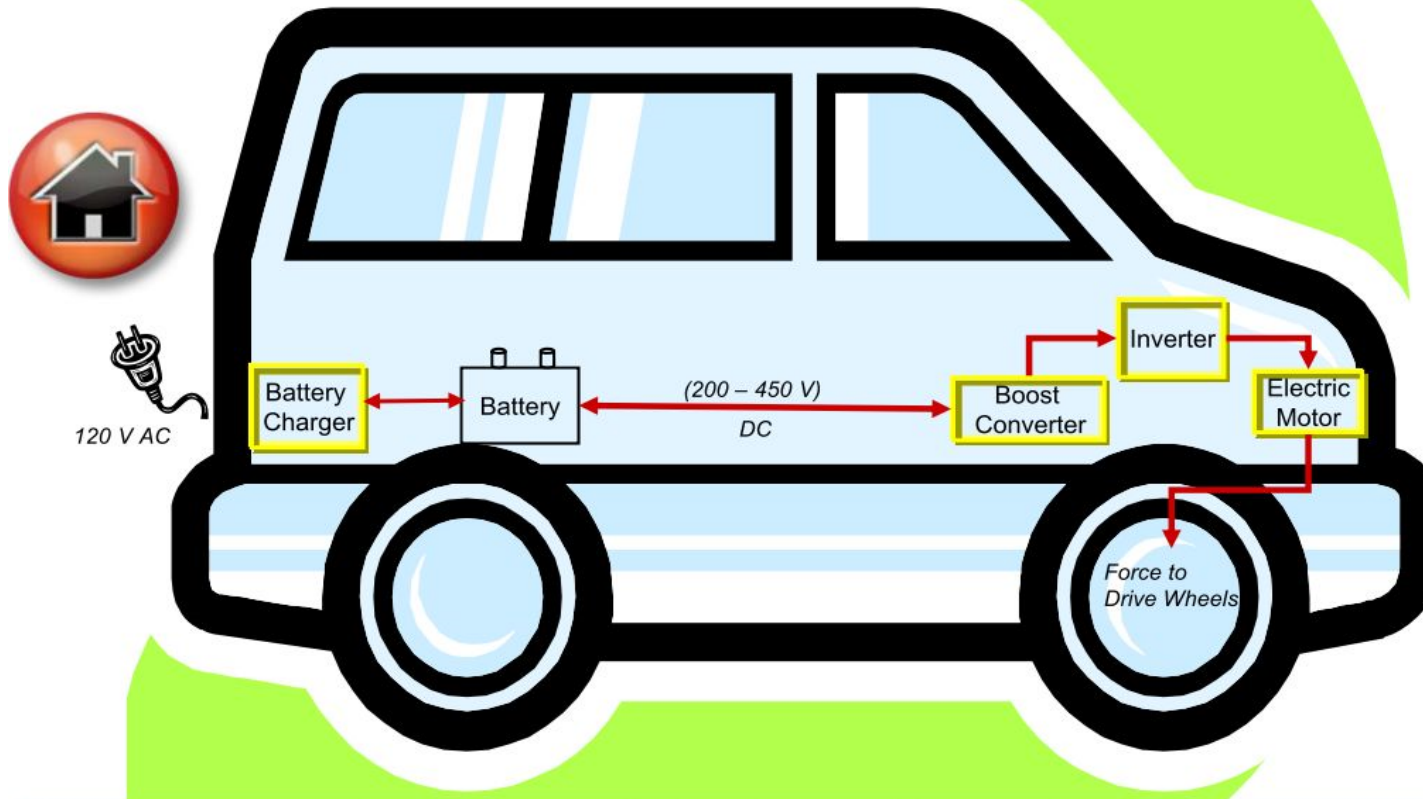 120 V AC
Battery
Charger
Battery
(200 – 450 V)
DC
Boost
Converter
Inverter
Electric
Motor
Force to
Drive Wheels